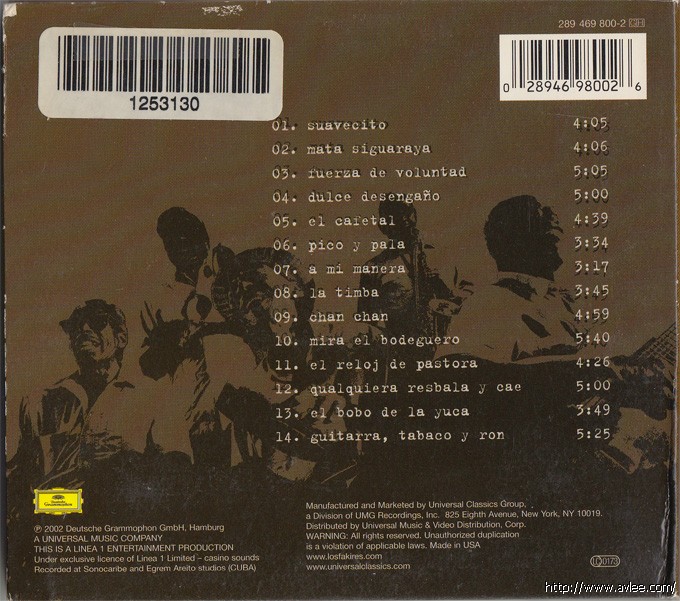 289 469 800-2 GH
1253130
0 28946 98002 6
01. suavecito 4:05
02. mata siguaraya 4:06
03. fuerza de voluntad 5:05
04. dulce desengaño 5:00
05. el cafetal 4:39
06. pico y pala 3:34
07. a mi manera 3:17
08. la timba 3:45
09. chan chan 4:59
10. mira el bodeguero 5:40
11. el reloj de pastora 4:26
12. qualquiera resbala y cae 5:00
13. el bobo de la yuca 3:49
14. guitarra, tabaco y ron 5:25
Deutsche
Grammophon
℗ 2002 Deutsche Grammophon GmbH, Hamburg
A UNIVERSAL MUSIC COMPANY
THIS IS A LINEA 1 ENTERTAINMENT PRODUCTION
Under exclusive licence of Linea 1 Limited – casino sounds
Recorded at Sonocaribe and Egrem Areito studios (CUBA)
Manufactured and Marketed by Universal Classics Group,
a Division of UMG Recordings, Inc. 825 Eighth Avenue, New York, NY 10019.
Distributed by Universal Music & Video Distribution, Corp.
WARNING: All rights reserved. Unauthorized duplication
is a violation of applicable laws. Made in USA
www.losfakires.com
www.universalclassics.com
LC 0173
http://www.avlee.com/